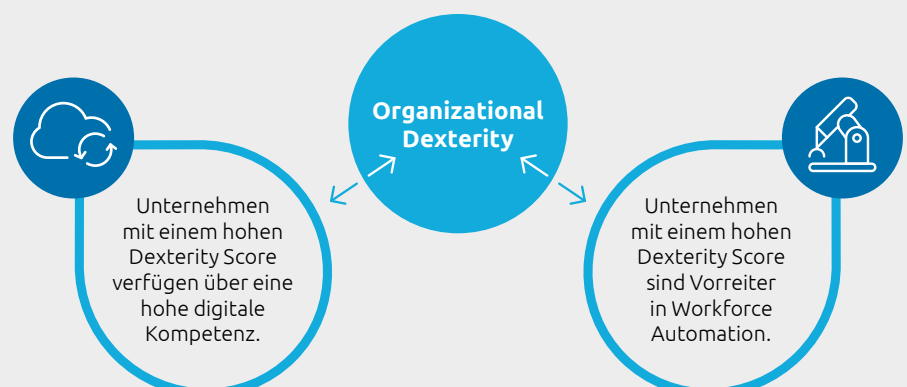 Organizational
Dexterity
Unternehmen
mit einem hohen
Dexterity Score
verfügen über eine
hohe digitale
Kompetenz.
Unternehmen
mit einem hohen
Dexterity Score
sind Vorreiter
in Workforce
Automation.